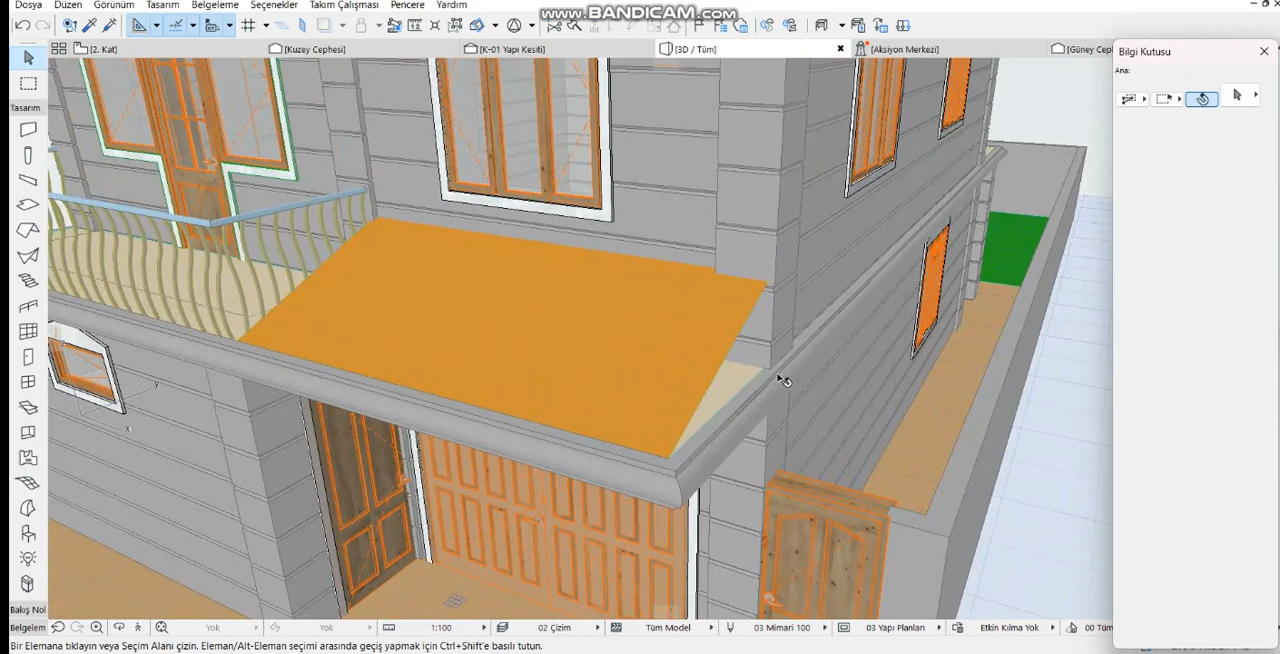 Dosya Düzen Görünüm Tasarım Belgeleme Seçenekler Takım Çalışması Pencere Yardım
www.BANDICAM.com
[2. Kat] [Kuzey Cephesi] [K-01 Yapı Kesiti] [3D / Tüm] [Aksiyon Merkezi] [Güney Cepl
Bilgi Kutusu
Ana:
Tasarım
Y
X
Bakış Nol
Belgelem Yok Yok 1:100 02 Çizim Tüm Model 03 Mimari 100 03 Yapı Planları Etkin Kılma Yok 00 Tüm
Bir Elemana tıklayın veya Seçim Alanı çizin. Eleman/Alt-Eleman seçimi arasında geçiş yapmak için Ctrl+Shift'e basılı tutun.